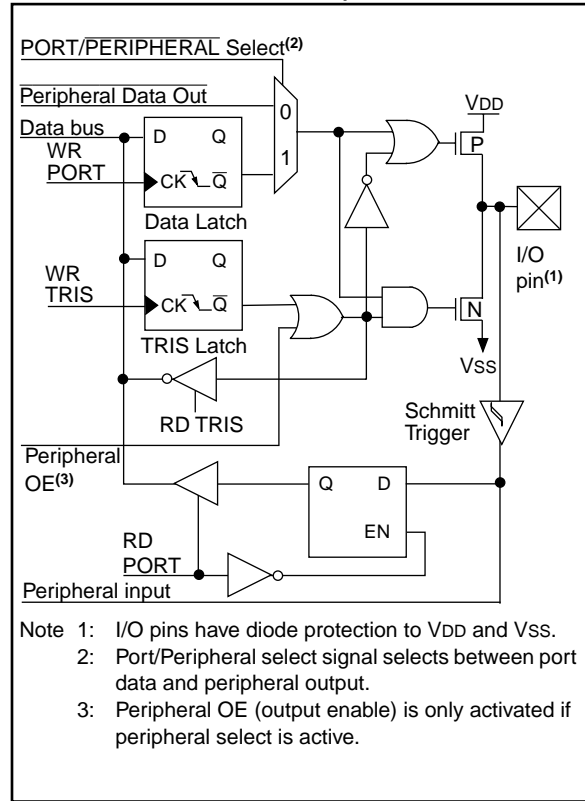 PORT/PERIPHERAL Select(2)
Peripheral Data Out
Data bus
WR
PORT
D Q
CK Q
Data Latch
0
1
VDD
P
I/O
pin(1)
WR
TRIS
D Q
CK Q
TRIS Latch
N
VSS
RD TRIS
Schmitt
Trigger
Peripheral
OE(3)
Q D
EN
RD
PORT
Peripheral input
Note 1: I/O pins have diode protection to VDD and VSS.
2: Port/Peripheral select signal selects between port
data and peripheral output.
3: Peripheral OE (output enable) is only activated if
peripheral select is active.